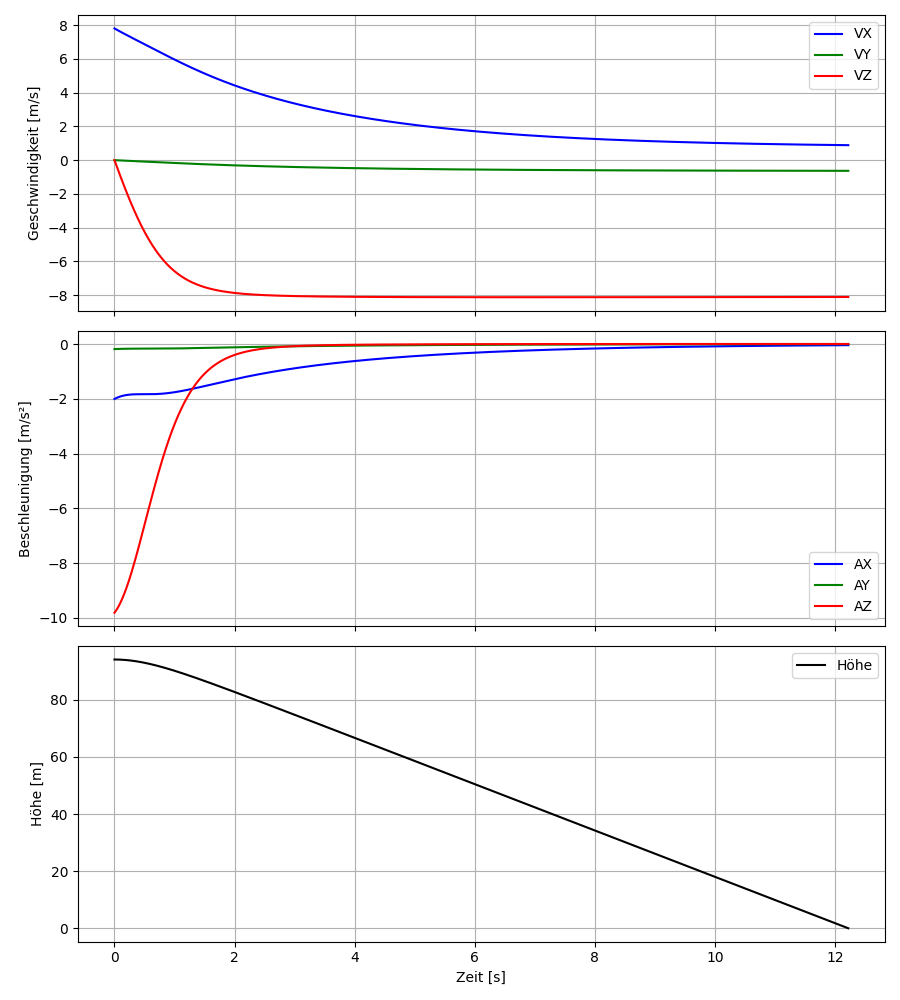 8
6
4
2
0
−2
−4
−6
−8
Geschwindigkeit [m/s]
VX
VY
VZ
0
−2
−4
−6
−8
−10
Beschleunigung [m/s²]
AX
AY
AZ
80
60
40
20
0
Höhe [m]
Höhe
0 2 4 6 8 10 12
Zeit [s]